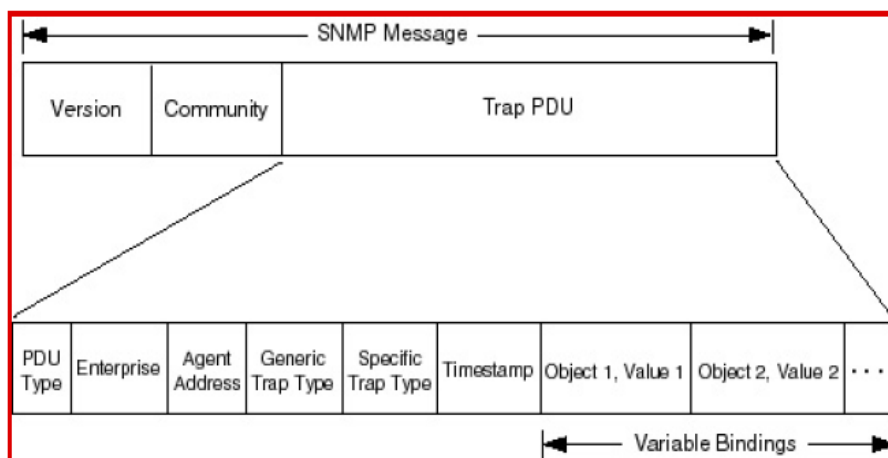 SNMP Message
Version
Community
Trap PDU
PDU
Type
Enterprise
Agent
Address
Generic
Trap Type
Specific
Trap Type
Timestamp
Object 1, Value 1
Object 2, Value 2
...
Variable Bindings